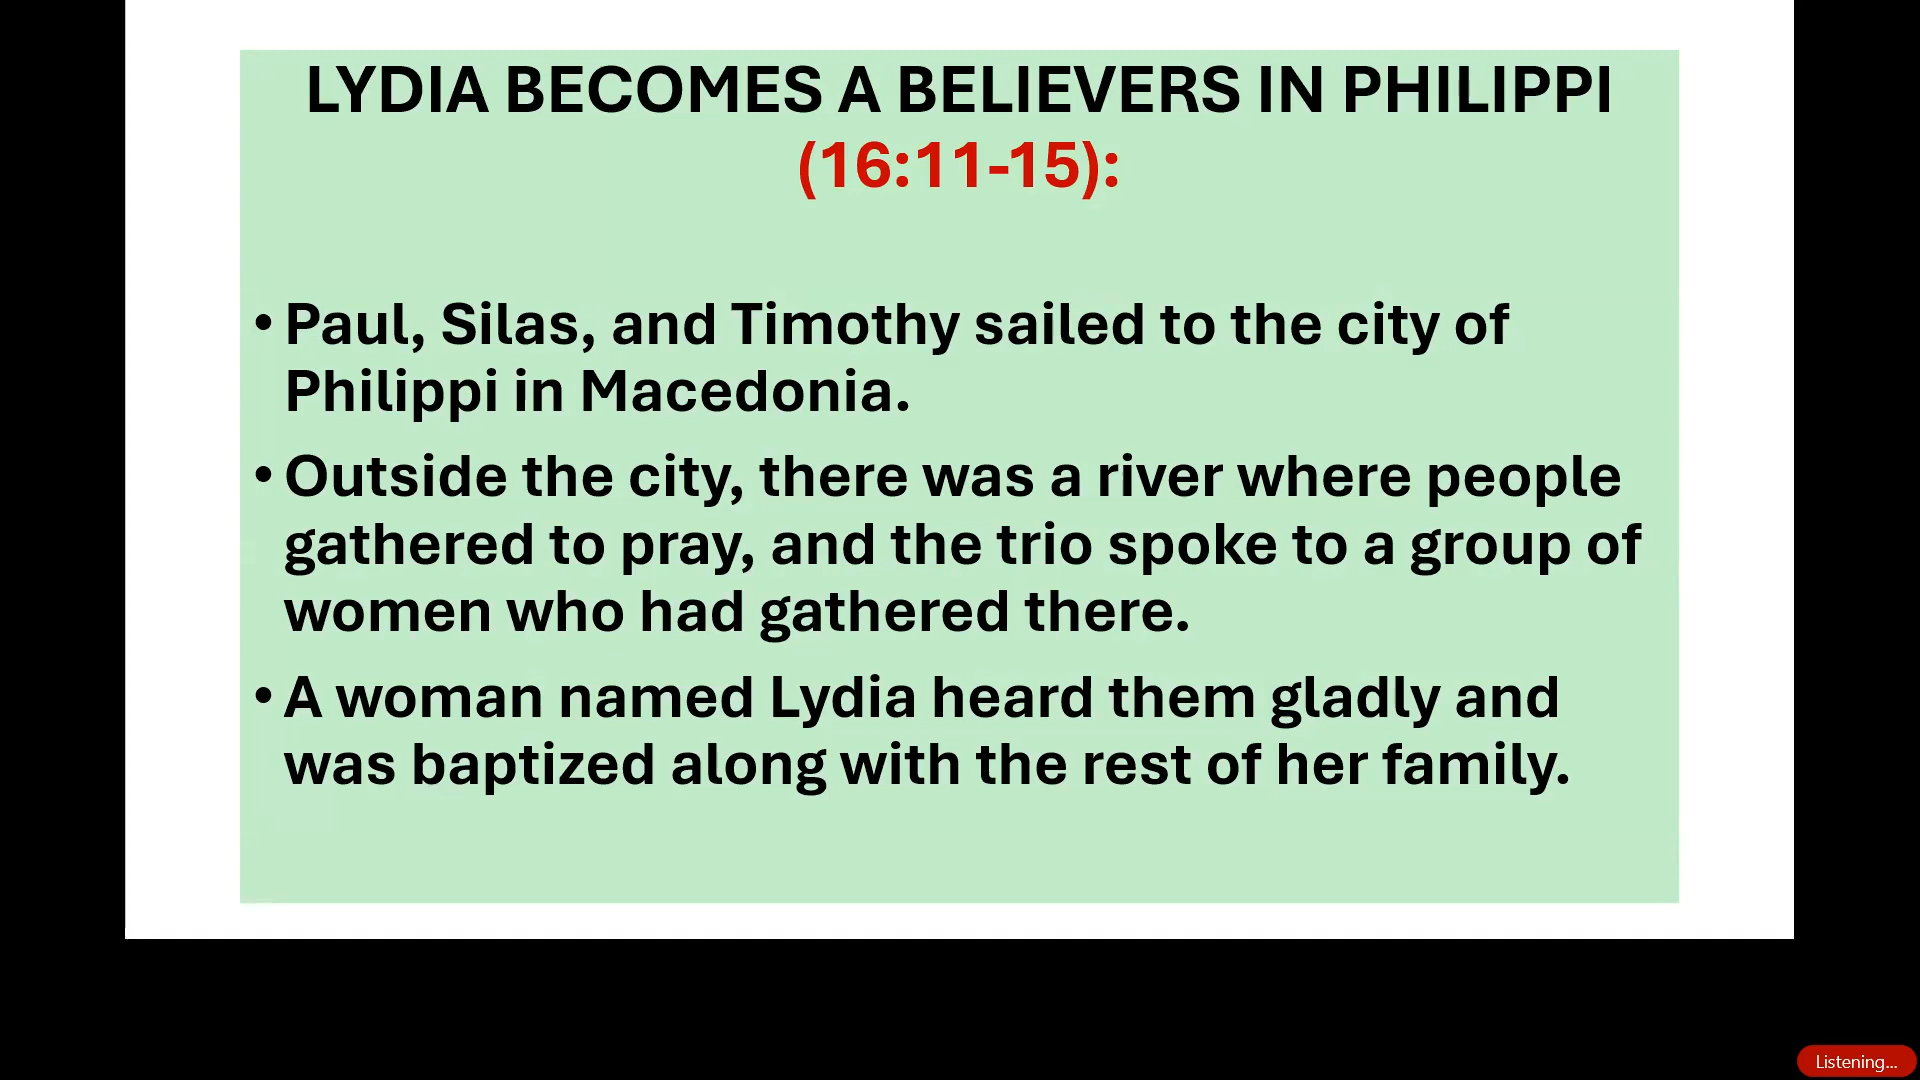 LYDIA BECOMES A BELIEVERS IN PHILIPPI
(16:11-15):
• Paul, Silas, and Timothy sailed to the city of
Philippi in Macedonia.
• Outside the city, there was a river where people
gathered to pray, and the trio spoke to a group of
women who had gathered there.
• A woman named Lydia heard them gladly and
was baptized along with the rest of her family.
Listening...